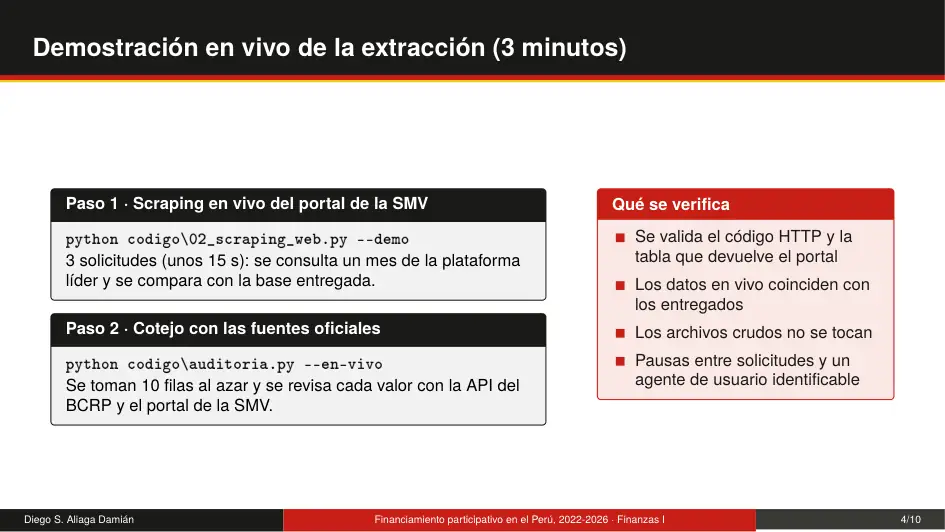 Demostración en vivo de la extracción (3 minutos)
Paso 1 · Scraping en vivo del portal de la SMV
python codigo\02_scraping_web.py --demo
3 solicitudes (unos 15 s): se consulta un mes de la plataforma
líder y se compara con la base entregada.
Paso 2 · Cotejo con las fuentes oficiales
python codigo\auditoria.py --en-vivo
Se toman 10 filas al azar y se revisa cada valor con la API del
BCRP y el portal de la SMV.
Qué se verifica
Se valida el código HTTP y la
tabla que devuelve el portal
Los datos en vivo coinciden con
los entregados
Los archivos crudos no se tocan
Pausas entre solicitudes y un
agente de usuario identificable
Diego S. Aliaga Damián
Financiamiento participativo en el Perú, 2022-2026 · Finanzas I
4/10